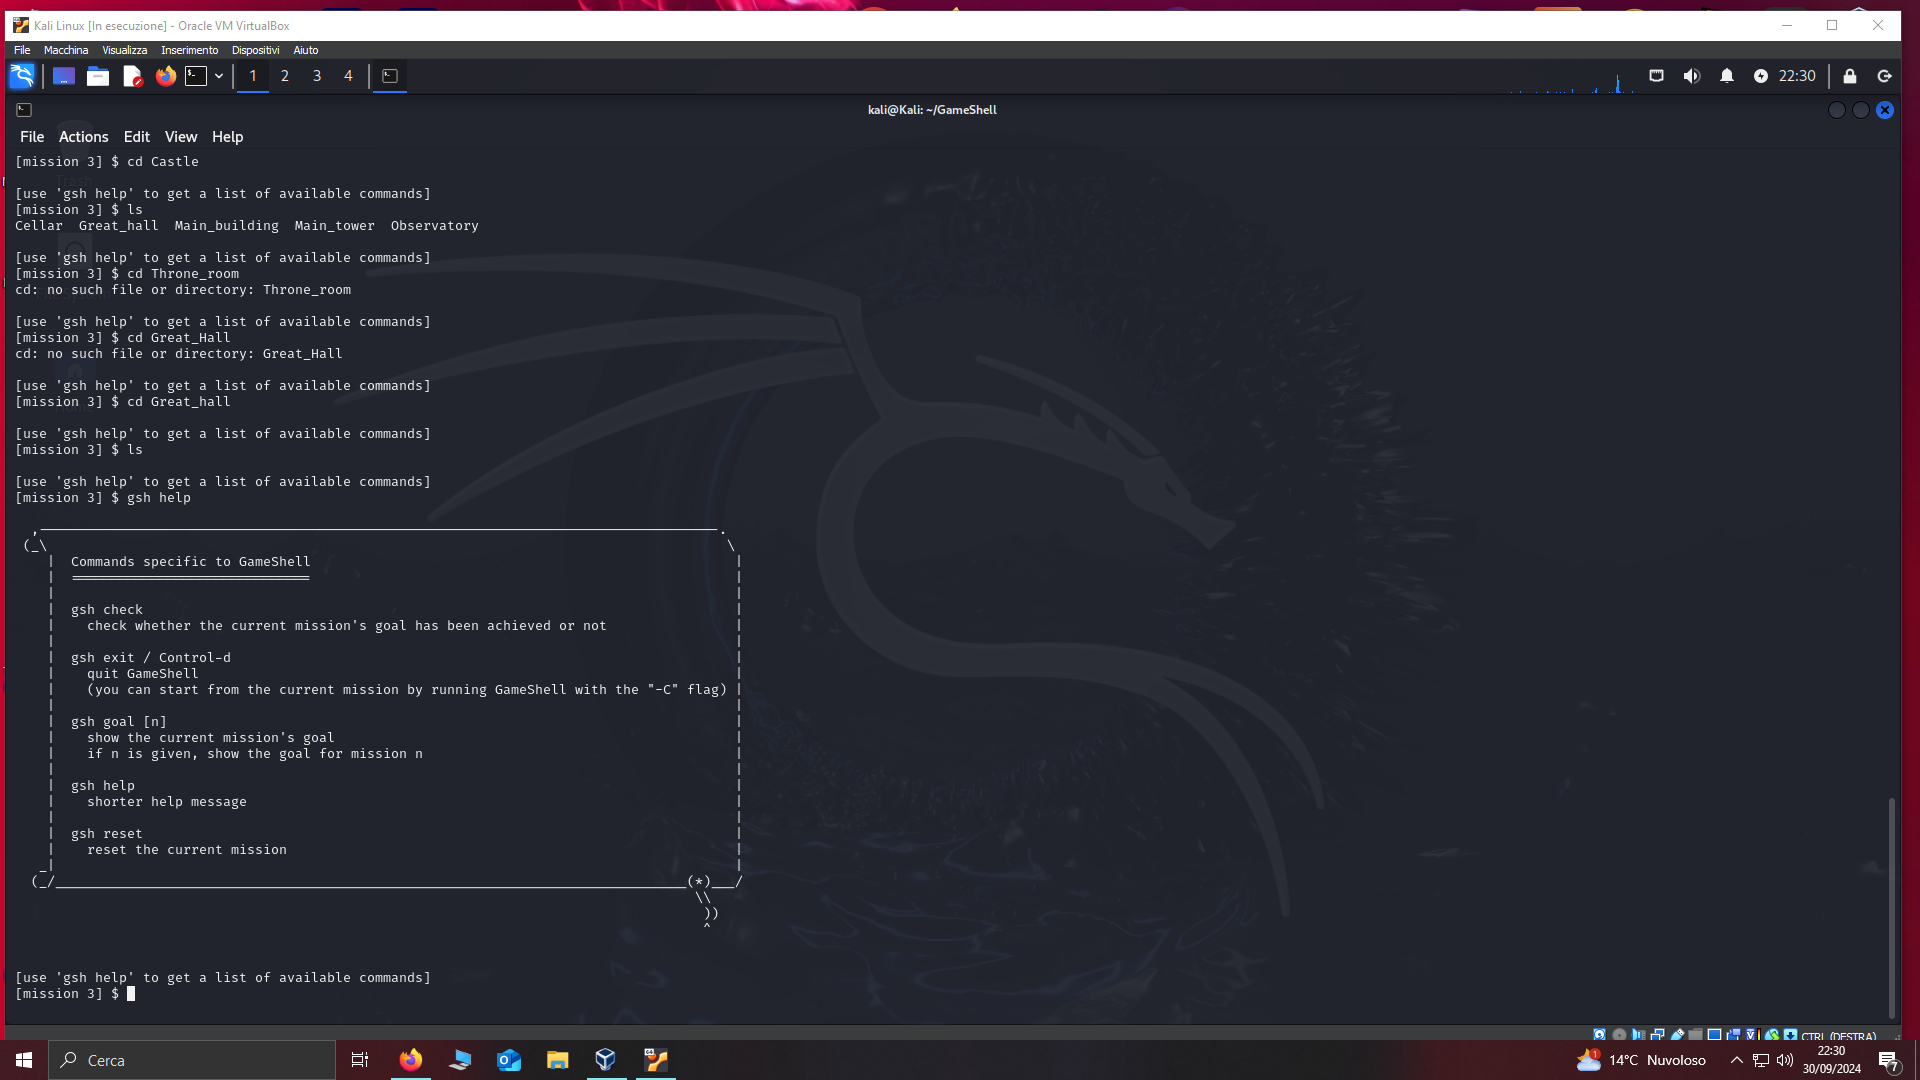 Kali Linux [In esecuzione] - Oracle VM VirtualBox
File Macchina Visualizza Inserimento Dispositivi Aiuto
1 2 3 4 22:30
kali@Kali: ~/GameShell
File Actions Edit View Help
[mission 3] $ cd Castle
[use 'gsh help' to get a list of available commands]
[mission 3] $ ls
Cellar  Great_hall  Main_building  Main_tower  Observatory
[use 'gsh help' to get a list of available commands]
[mission 3] $ cd Throne_room
cd: no such file or directory: Throne_room
[use 'gsh help' to get a list of available commands]
[mission 3] $ cd Great_Hall
cd: no such file or directory: Great_Hall
[use 'gsh help' to get a list of available commands]
[mission 3] $ cd Great_hall
[use 'gsh help' to get a list of available commands]
[mission 3] $ ls
[use 'gsh help' to get a list of available commands]
[mission 3] $ gsh help
Commands specific to GameShell
==============================
gsh check
check whether the current mission's goal has been achieved or not
gsh exit / Control-d
quit GameShell
(you can start from the current mission by running GameShell with the "-C" flag)
gsh goal [n]
show the current mission's goal
if n is given, show the goal for mission n
gsh help
shorter help message
gsh reset
reset the current mission
(*)
[use 'gsh help' to get a list of available commands]
[mission 3] $
CTRL (DESTRA)
Cerca
14°C Nuvoloso
22:30
30/09/2024
7